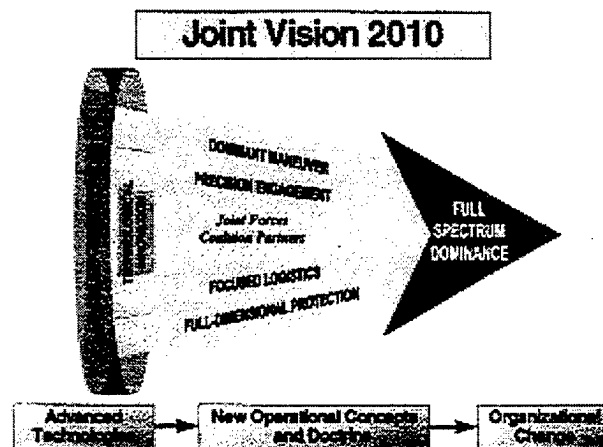 Joint Vision 2010
DOMINANT MANEUVER
PRECISION ENGAGEMENT
Joint Forces
Coalition Partners
FOCUSED LOGISTICS
FULL-DIMENSIONAL PROTECTION
FULL
SPECTRUM
DOMINANCE
Advanced
Technologies
New Operational Concepts
and Doctrine
Organizational
Change